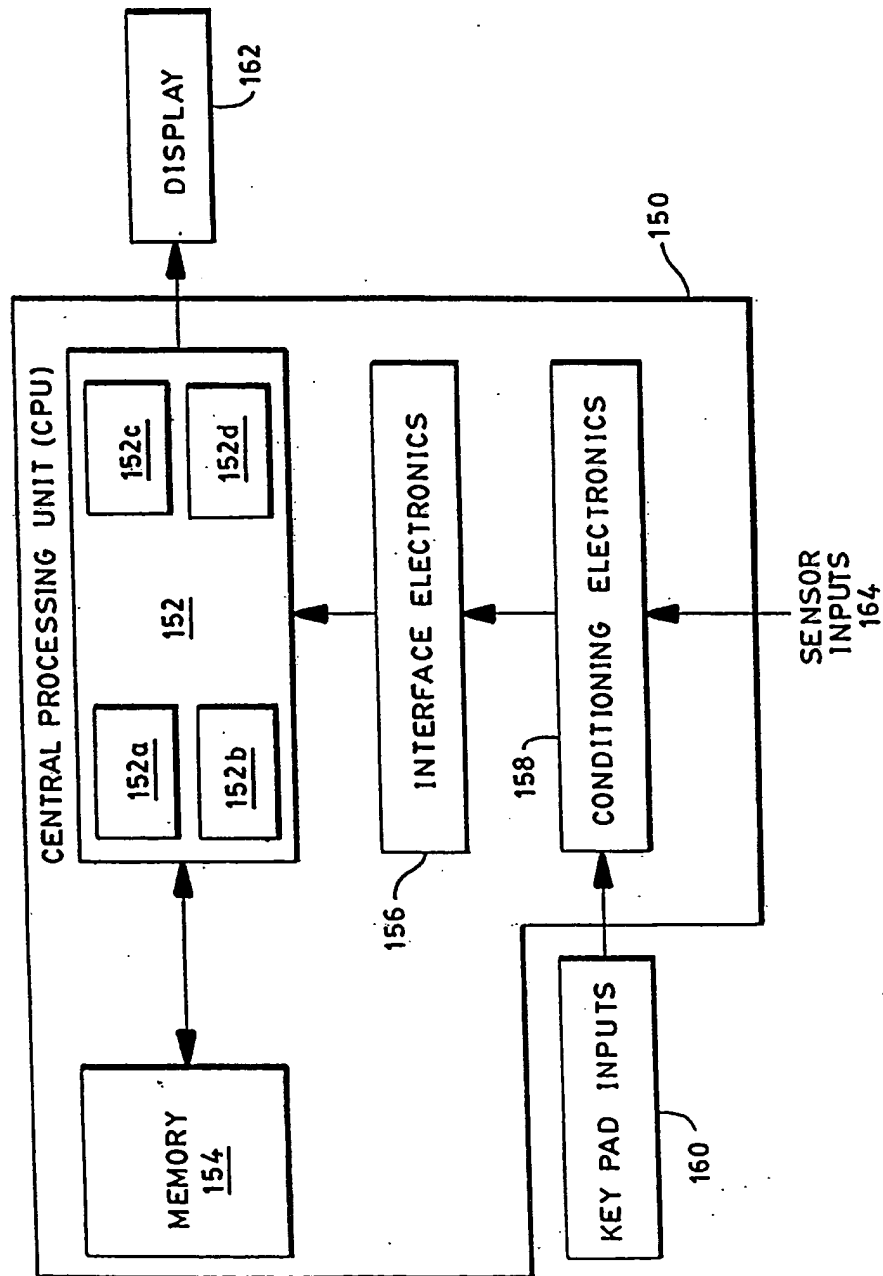 CENTRAL PROCESSING UNIT (CPU)
MEMORY
154
152a
152b
152
152c
152d
DISPLAY
162
INTERFACE ELECTRONICS
156
150
158
CONDITIONING ELECTRONICS
KEY PAD INPUTS
160
SENSOR
INPUTS
164